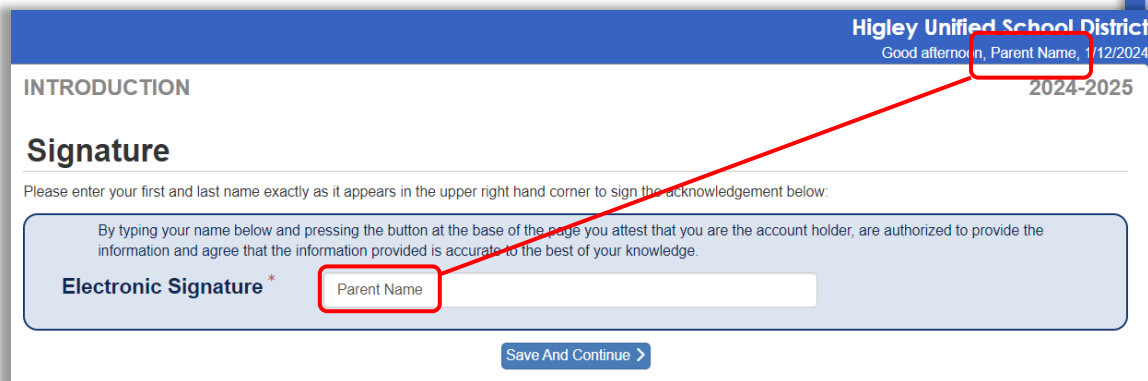 Higley Unified School District
Good afternoon, Parent Name, 1/12/2024
INTRODUCTION
2024-2025
Signature
Please enter your first and last name exactly as it appears in the upper right hand corner to sign the acknowledgement below:
By typing your name below and pressing the button at the base of the page you attest that you are the account holder, are authorized to provide the
information and agree that the information provided is accurate to the best of your knowledge.
Electronic Signature *
Parent Name
Save And Continue >